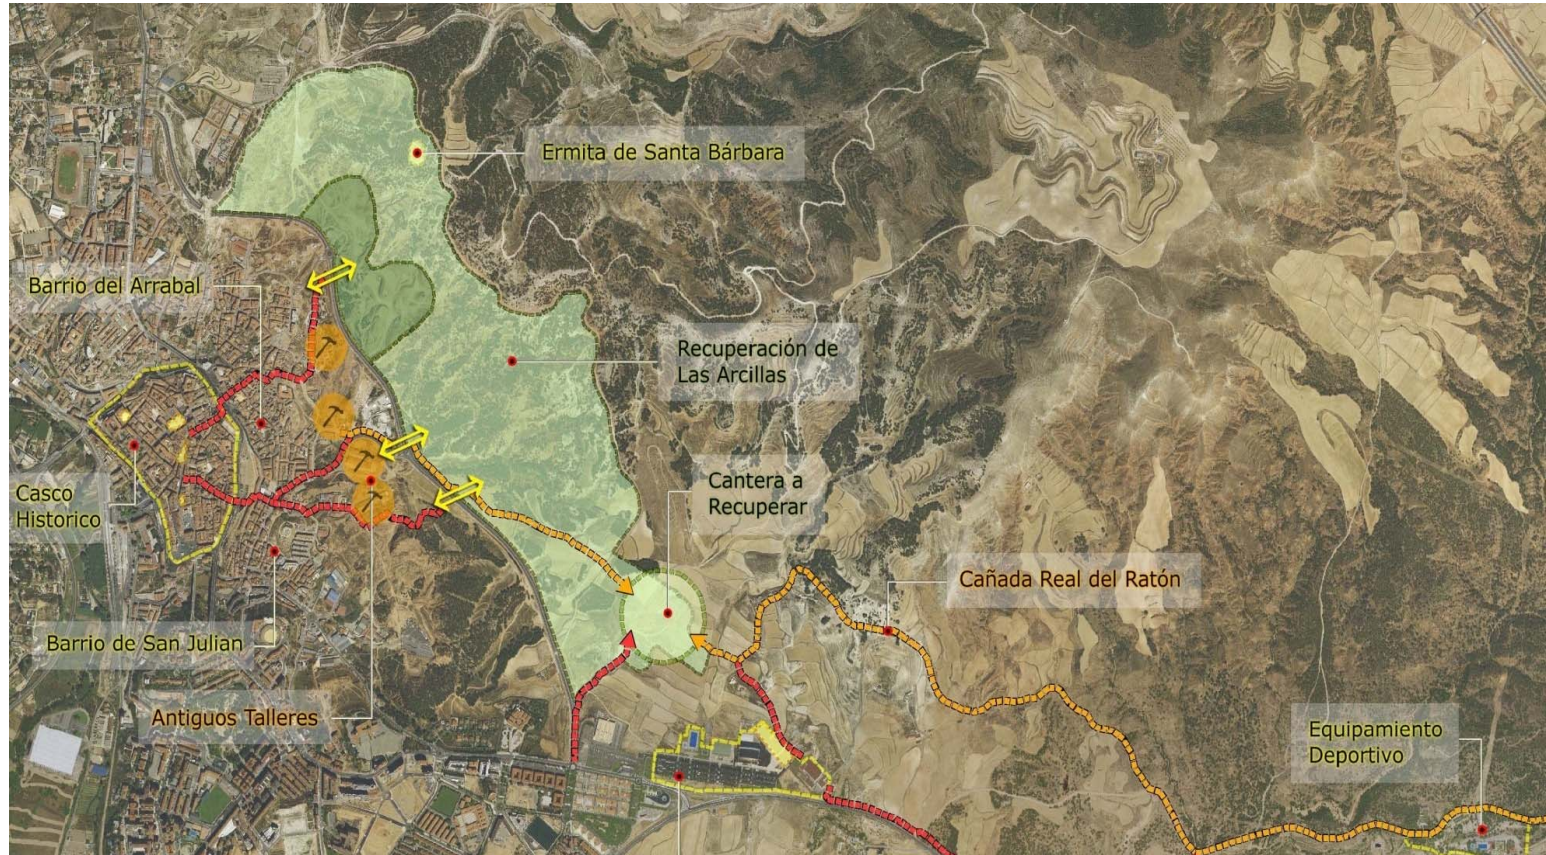 Ermita de Santa Bárbara
Barrio del Arrabal
Recuperación de
Las Arcillas
Cantera a
Recuperar
Casco
Historico
Cañada Real del Ratón
Barrio de San Julian
Antiguos Talleres
Equipamiento
Deportivo